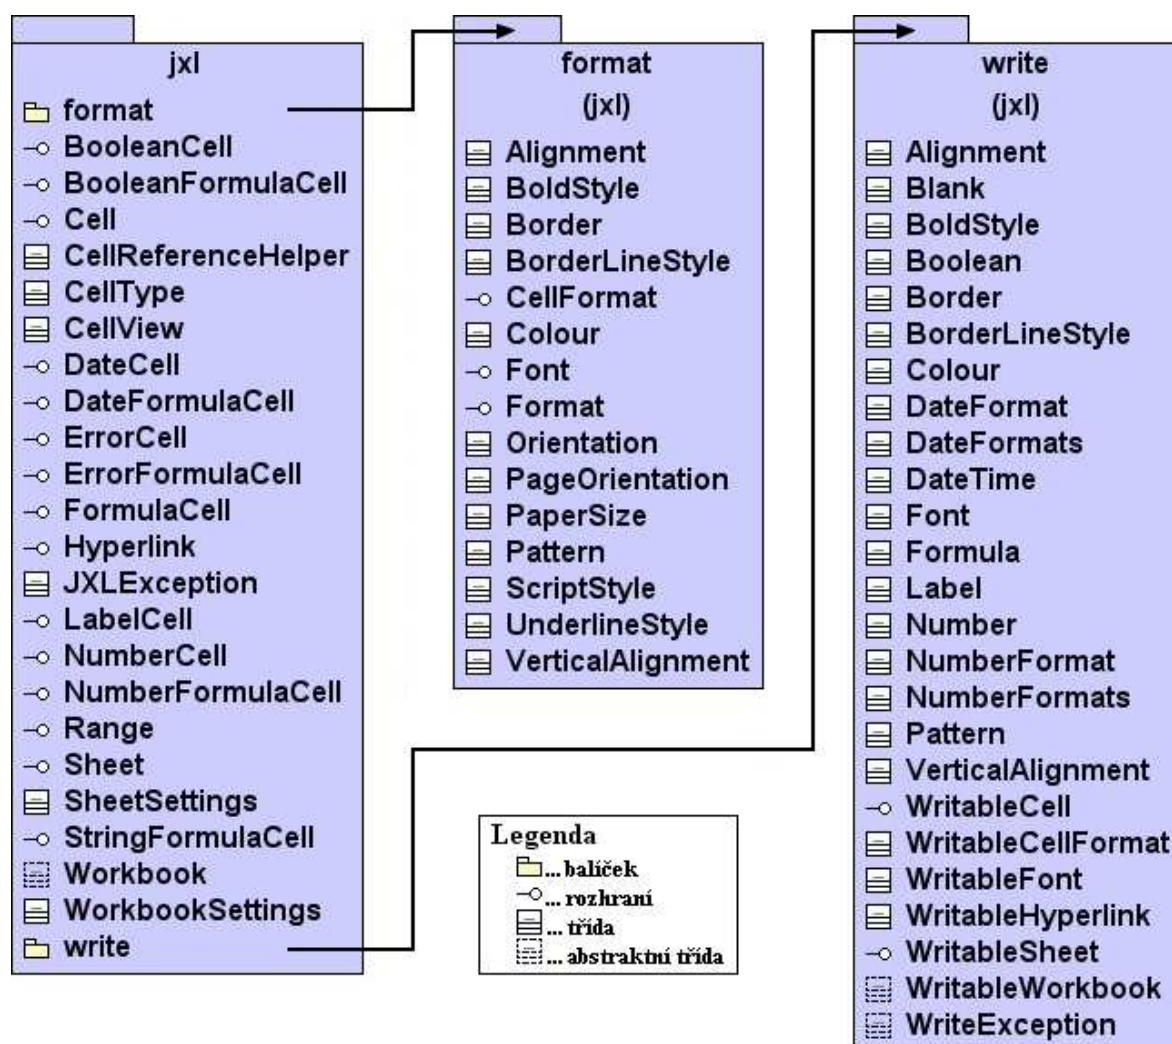 jxl
format
BooleanCell
BooleanFormulaCell
Cell
CellReferenceHelper
CellType
CellView
DateCell
DateFormulaCell
ErrorCell
ErrorFormulaCell
FormulaCell
Hyperlink
JXLException
LabelCell
NumberCell
NumberFormulaCell
Range
Sheet
SheetSettings
StringFormulaCell
Workbook
WorkbookSettings
write
format
(jxl)
Alignment
BoldStyle
Border
BorderLineStyle
CellFormat
Colour
Font
Format
Orientation
PageOrientation
PaperSize
Pattern
ScriptStyle
UnderlineStyle
VerticalAlignment
Legenda
... balíček
... rozhraní
... třída
... abstraktní třída
write
(jxl)
Alignment
Blank
BoldStyle
Boolean
Border
BorderLineStyle
Colour
DateFormat
DateFormats
DateTime
Font
Formula
Label
Number
NumberFormat
NumberFormats
Pattern
VerticalAlignment
WritableCell
WritableCellFormat
WritableFont
WritableHyperlink
WritableSheet
WritableWorkbook
WriteException